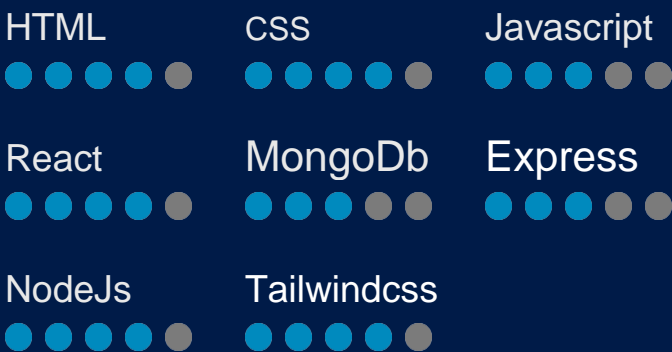 HTML CSS Javascript
React MongoDb Express
NodeJs Tailwindcss